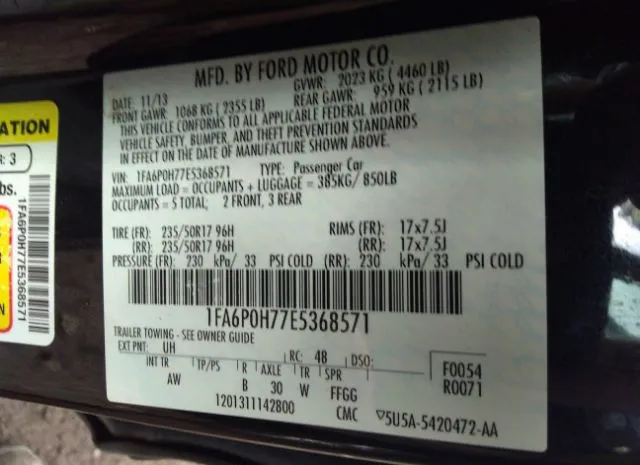 MFD. BY FORD MOTOR CO.
DATE: 11/13 GVWR: 2023 KG ( 4460 LB)
FRONT GAWR: 1068 KG ( 2355 LB) REAR GAWR: 959 KG ( 2115 LB)
THIS VEHICLE CONFORMS TO ALL APPLICABLE FEDERAL MOTOR
VEHICLE SAFETY, BUMPER, AND THEFT PREVENTION STANDARDS
IN EFFECT ON THE DATE OF MANUFACTURE SHOWN ABOVE.
VIN: 1FA6P0H77E5368571 TYPE: Passenger Car
MAXIMUM LOAD = OCCUPANTS + LUGGAGE = 385KG/ 850LB
OCCUPANTS = 5 TOTAL; 2 FRONT, 3 REAR
TIRE (FR): 235/50R17 96H RIMS (FR): 17x7.5J
(RR): 235/50R17 96H (RR): 17x7.5J
PRESSURE (FR): 230 kPa/ 33 PSI COLD (RR): 230 kPa/ 33 PSI COLD
1FA6P0H77E5368571
TRAILER TOWING - SEE OWNER GUIDE
EXT PNT: UH RC: 48 DSO: F0054
INT TR TP/PS R AXLE TR SPR R0071
AW B 30 W FFGG
1201311142800 CMC ▽5U5A-5420472-AA
ATION
R: 3
bs.
1FA6P0H77E5368571
N